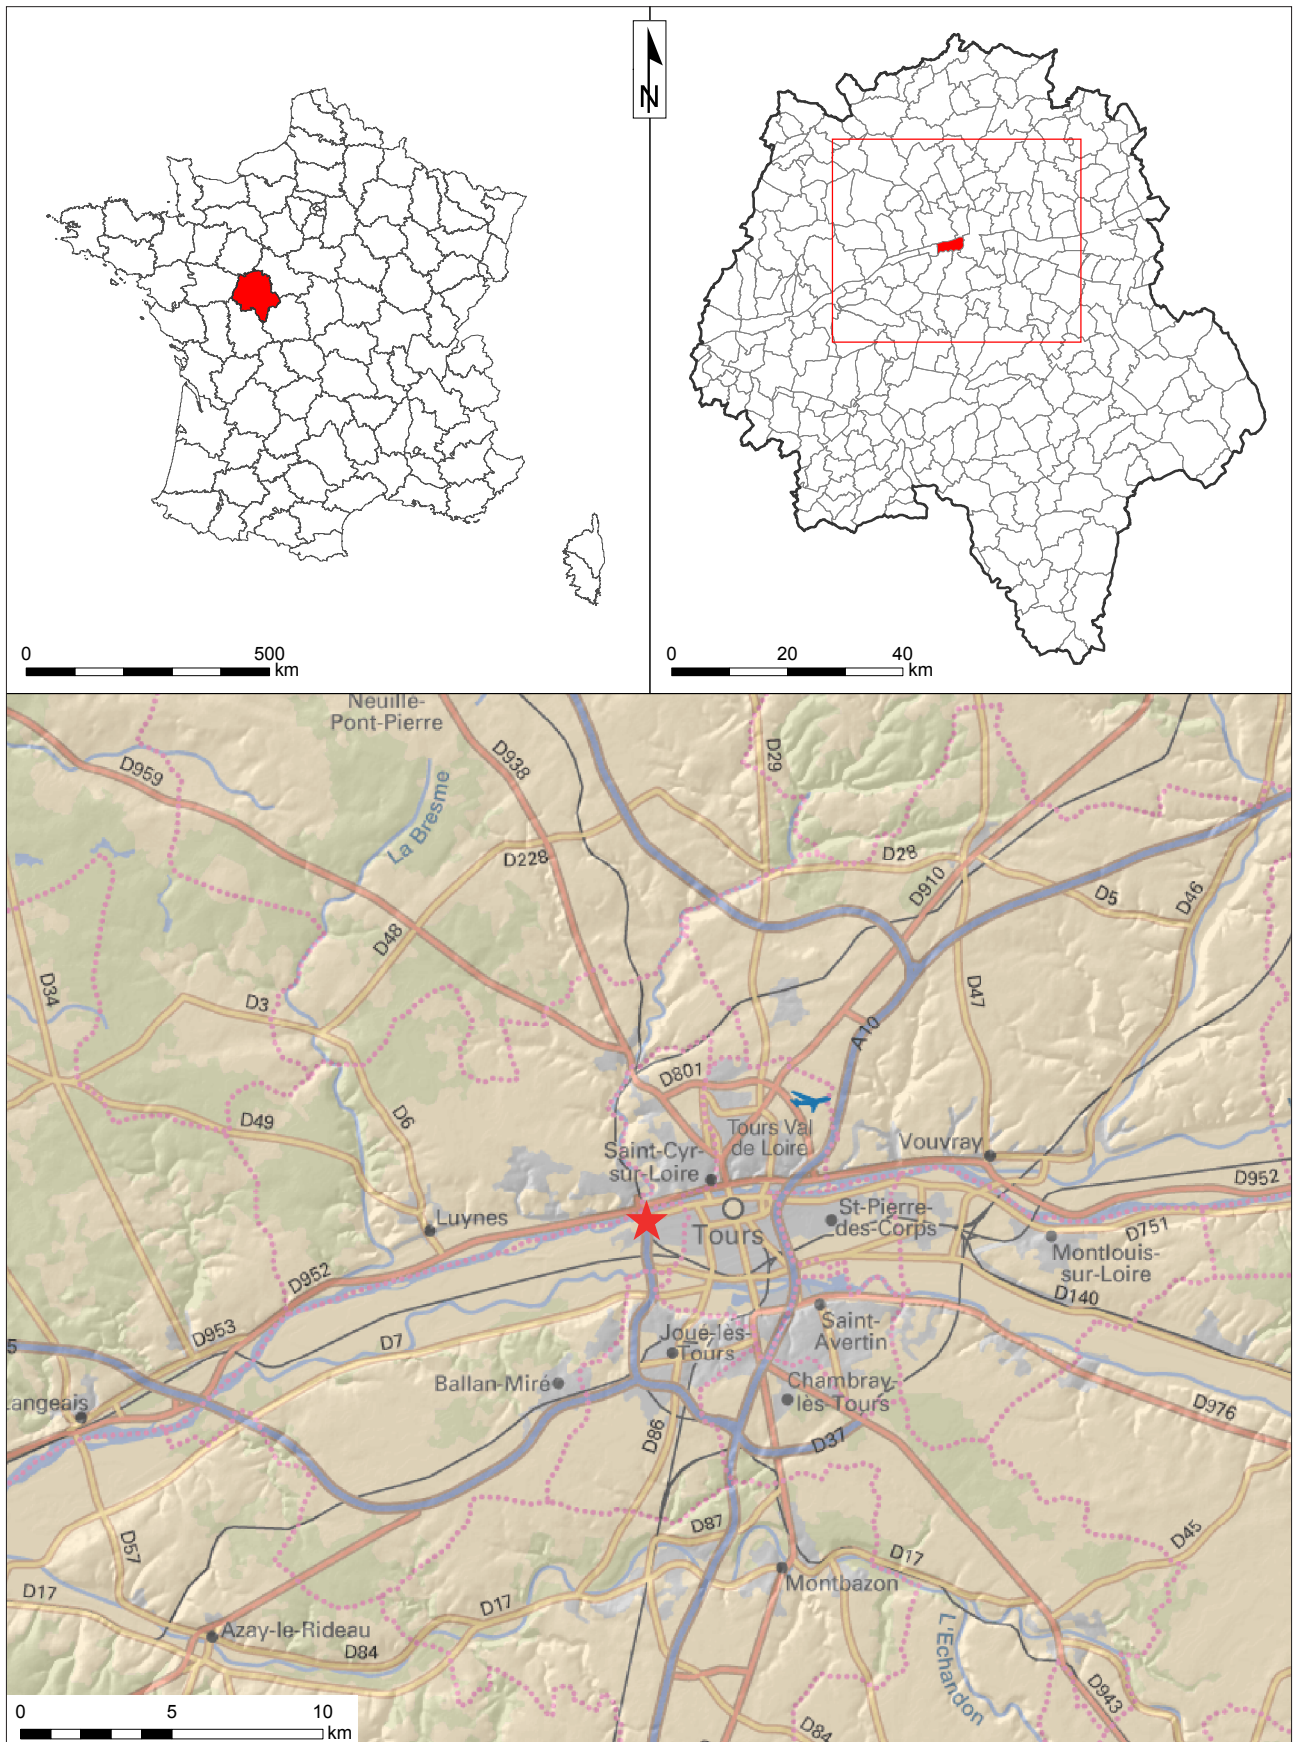 N
0
500
km
0
20
40
km
Neuillé-
Pont-Pierre
D959
D938
D29
La Bresme
D228
D28
D910
D5
D46
D48
D34
D3
D47
A10
D801
D49
D6
Tours Val
de Loire
Saint-Cyr-
sur-Loire
Vouvray
D952
Luynes
Tours
St-Pierre-
des-Corps
D751
Montlouis-
sur-Loire
D952
D140
D953
D7
Saint-
Avertin
Joué-lès-
Tours
5
Ballan-Miré
Chambray-
lès-Tours
Langeais
D976
D86
D37
D87
D57
D45
D17
Montbazon
D17
D17
Azay-le-Rideau
D84
L'Echandon
D943
D84
0
5
10
km